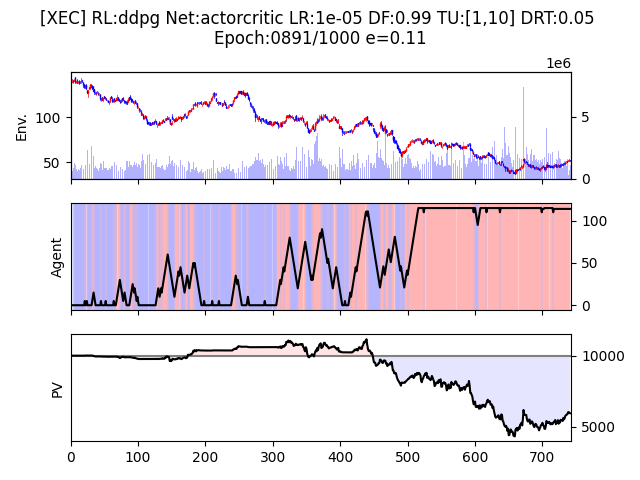 [XEC] RL:ddpg Net:actorcritic LR:1e-05 DF:0.99 TU:[1,10] DRT:0.05
Epoch:0891/1000 e=0.11
1e6
Env.
100
50
5
0
Agent
100
50
0
PV
10000
5000
0 100 200 300 400 500 600 700